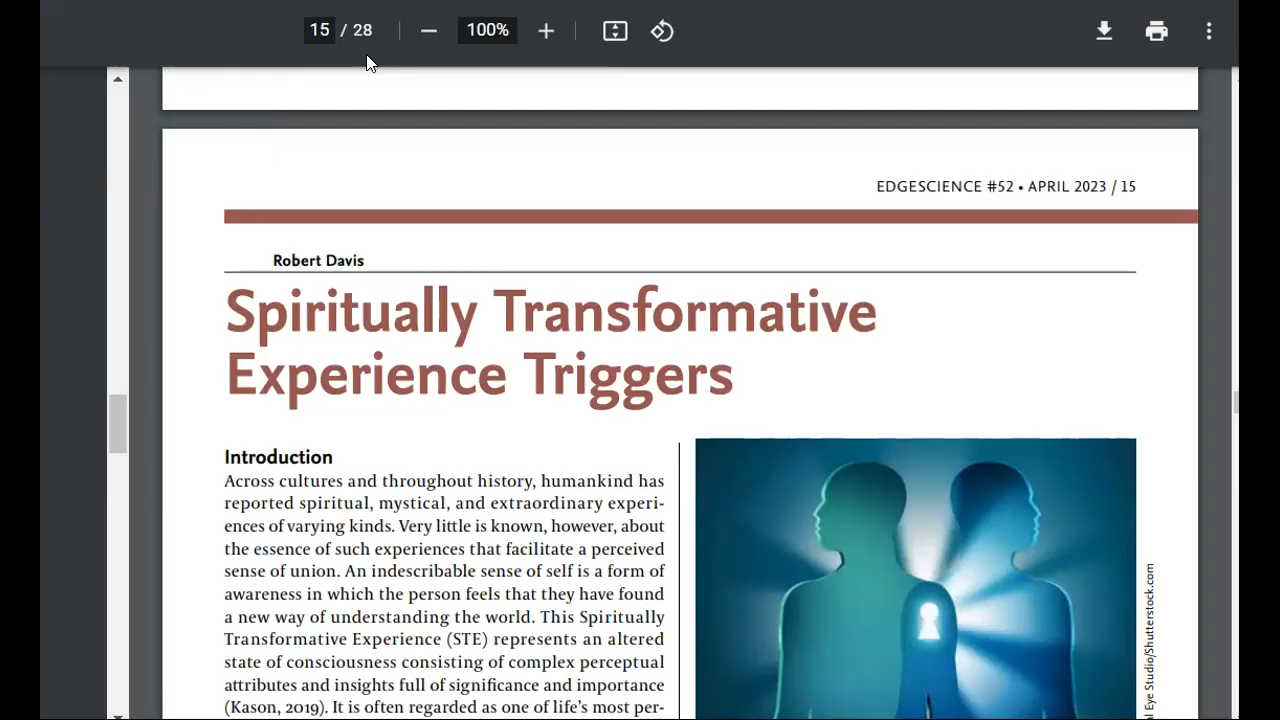 15 / 28
100%
EDGESCIENCE #52 • APRIL 2023 / 15
Robert Davis
Spiritually Transformative
Experience Triggers
Introduction
Across cultures and throughout history, humankind has
reported spiritual, mystical, and extraordinary experi-
ences of varying kinds. Very little is known, however, about
the essence of such experiences that facilitate a perceived
sense of union. An indescribable sense of self is a form of
awareness in which the person feels that they have found
a new way of understanding the world. This Spiritually
Transformative Experience (STE) represents an altered
state of consciousness consisting of complex perceptual
attributes and insights full of significance and importance
(Kason, 2019). It is often regarded as one of life's most per-
Eye Studio/Shutterstock.com